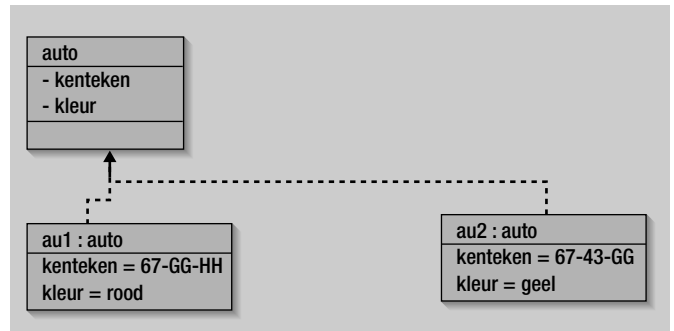 auto
- kenteken
- kleur
au1 : auto
kenteken = 67-GG-HH
kleur = rood
au2 : auto
kenteken = 67-43-GG
kleur = geel